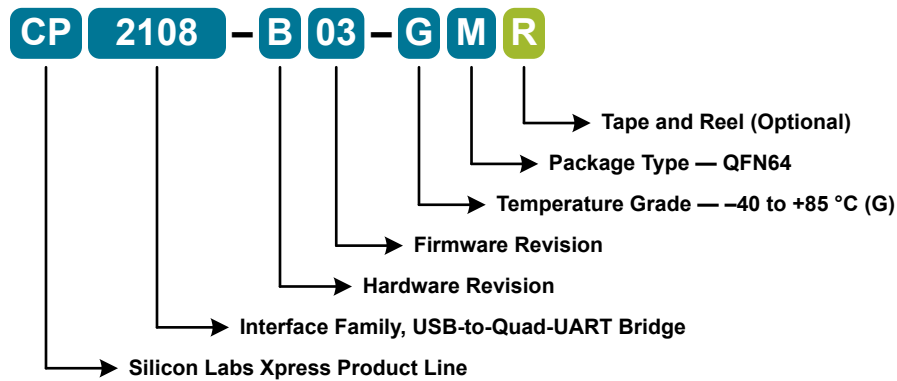 CP 2108 – B 03 – G M R
Tape and Reel (Optional)
Package Type — QFN64
Temperature Grade — –40 to +85 °C (G)
Firmware Revision
Hardware Revision
Interface Family, USB-to-Quad-UART Bridge
Silicon Labs Xpress Product Line